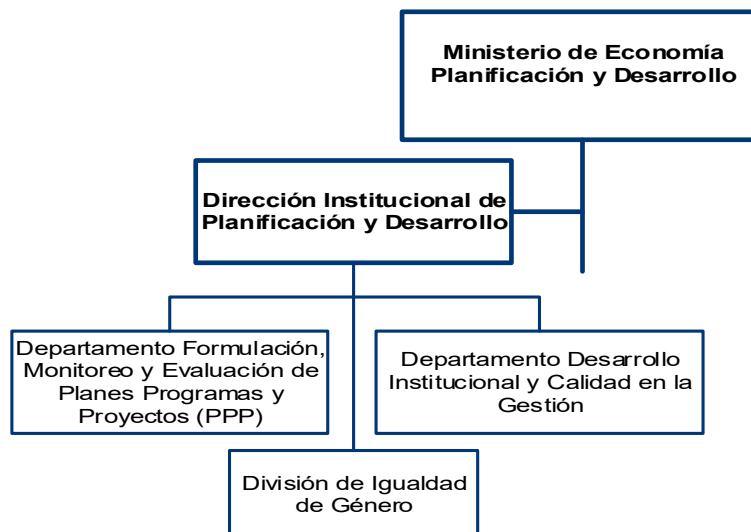 Ministerio de Economía
Planificación y Desarrollo
Dirección Institucional de
Planificación y Desarrollo
Departamento Formulación,
Monitoreo y Evaluación de
Planes Programas y
Proyectos (PPP)
Departamento Desarrollo
Institucional y Calidad en la
Gestión
División de Igualdad
de Género